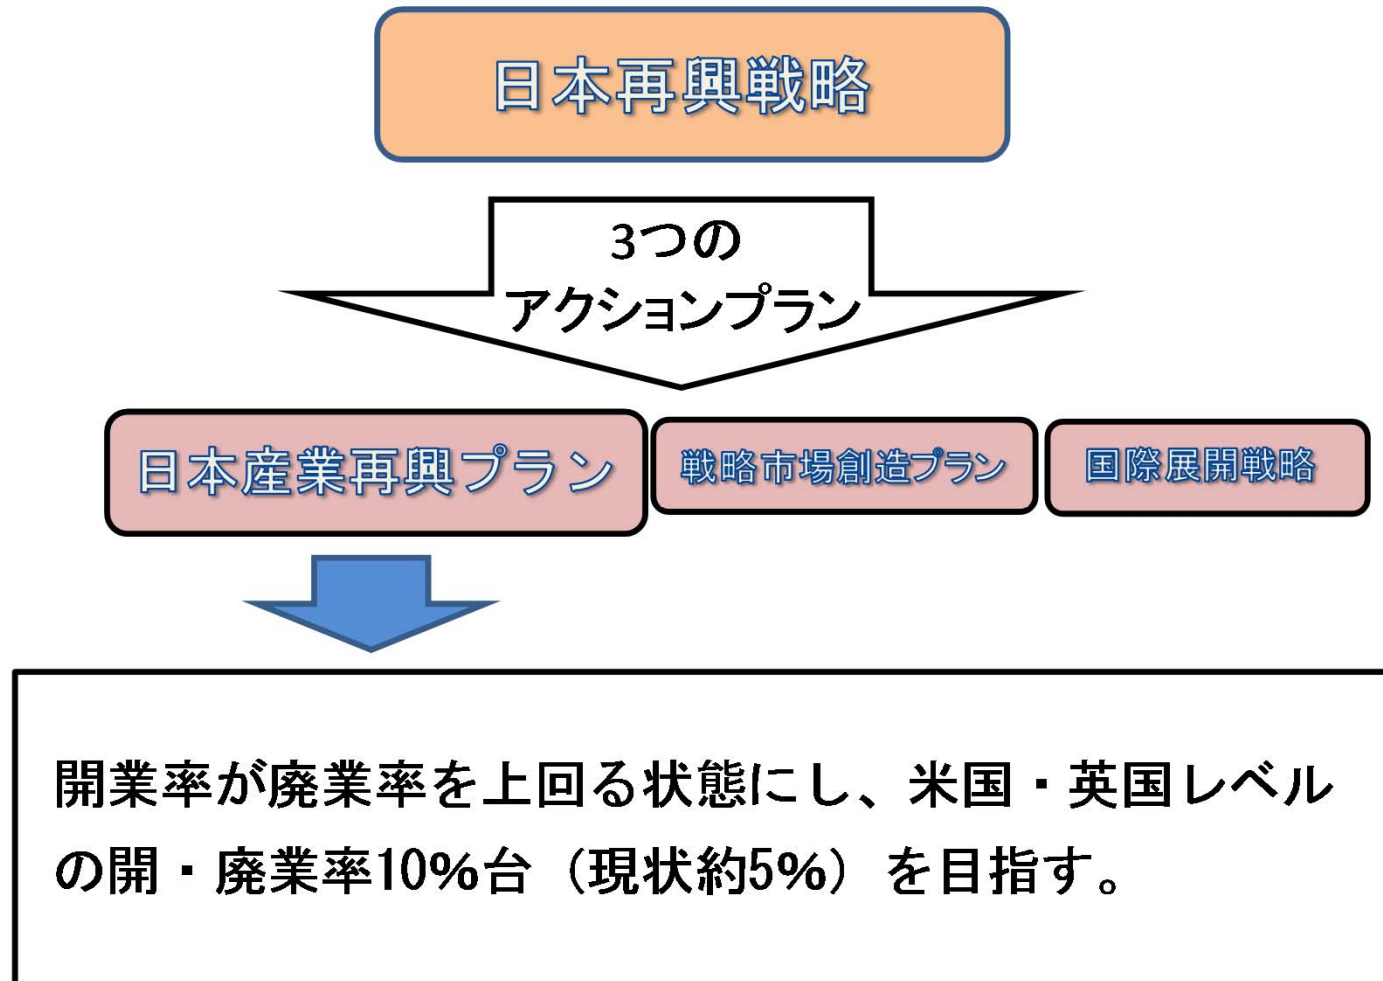 日本再興戦略
3つの
アクションプラン
日本産業再興プラン
戦略市場創造プラン
国際展開戦略
開業率が廃業率を上回る状態にし、米国・英国レベル
の開・廃業率10%台（現状約5%）を目指す。